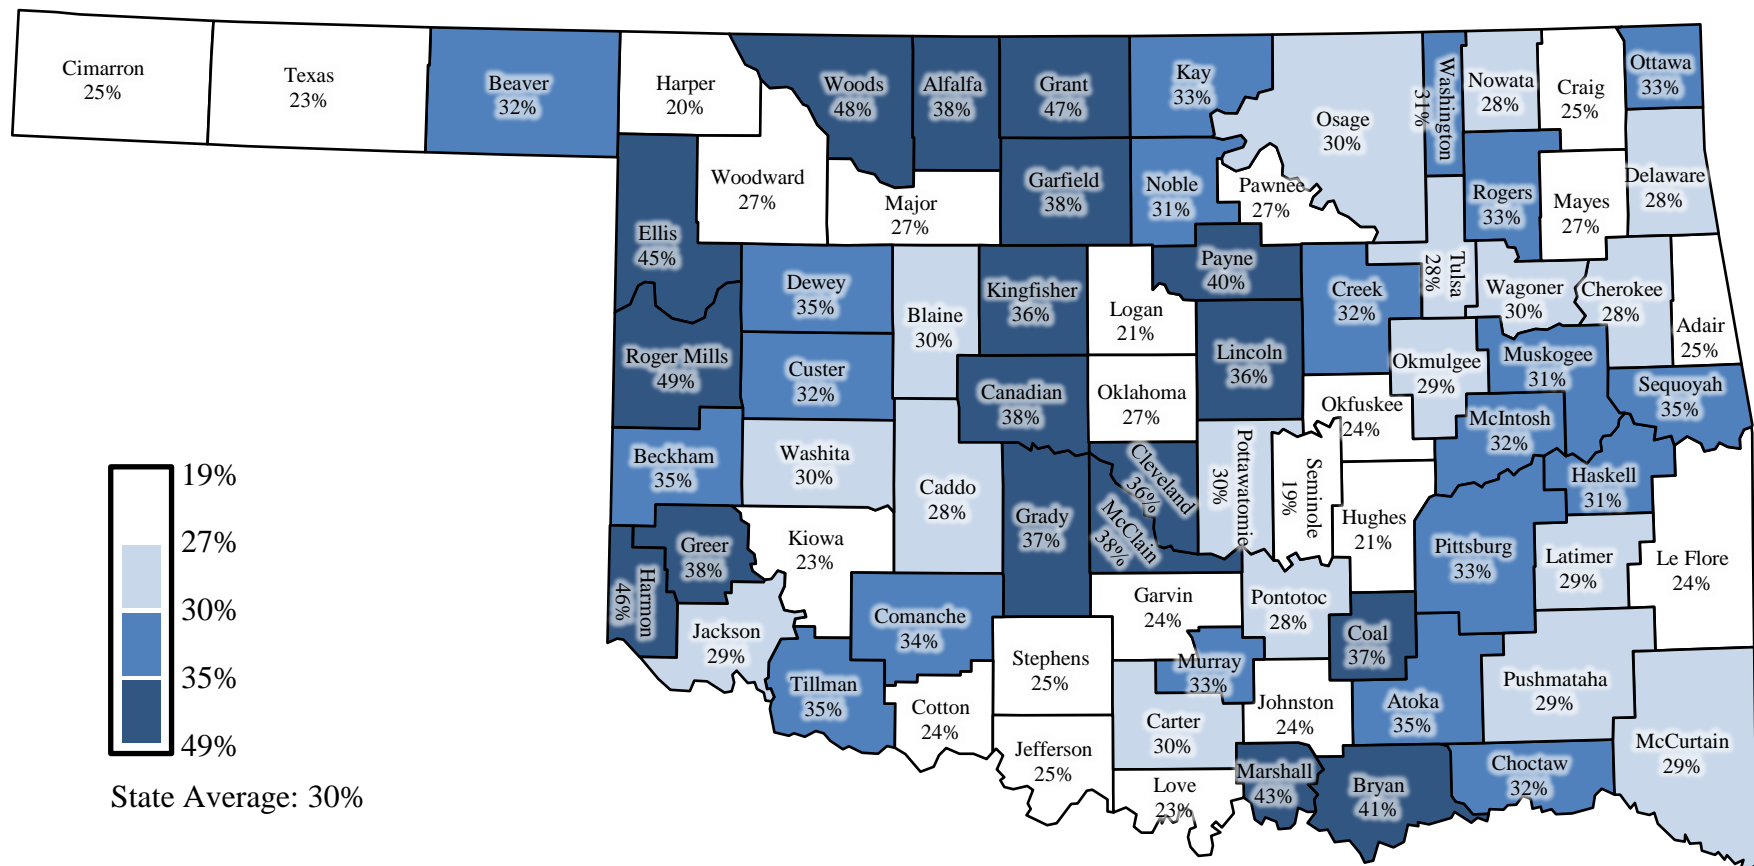 Cimarron
25%
Texas
23%
Beaver
32%
Harper
20%
Woods
48%
Alfalfa
38%
Grant
47%
Kay
33%
Osage
30%
Washington
31%
Nowata
28%
Craig
25%
Ottawa
33%
Woodward
27%
Major
27%
Garfield
38%
Noble
31%
Pawnee
27%
Rogers
33%
Mayes
27%
Delaware
28%
Ellis
45%
Dewey
35%
Blaine
30%
Kingfisher
36%
Logan
21%
Payne
40%
Creek
32%
Tulsa
28%
Wagoner
30%
Cherokee
28%
Adair
25%
Roger Mills
49%
Custer
32%
Canadian
38%
Oklahoma
27%
Lincoln
36%
Okfuskee
24%
Okmulgee
29%
Muskogee
31%
McIntosh
32%
Sequoyah
35%
Beckham
35%
Washita
30%
Caddo
28%
Grady
37%
Cleveland
36%
McClain
38%
Pottawatomie
30%
Seminole
19%
Hughes
21%
Pittsburg
33%
Haskell
31%
Latimer
29%
Le Flore
24%
Harmon
46%
Greer
38%
Kiowa
23%
Jackson
29%
Comanche
34%
Tillman
35%
Cotton
24%
Stephens
25%
Jefferson
25%
Garvin
24%
Murray
33%
Carter
30%
Love
23%
Pontotoc
28%
Johnston
24%
Coal
37%
Atoka
35%
Marshall
43%
Bryan
41%
Choctaw
32%
Pushmataha
29%
McCurtain
29%
19%
27%
30%
35%
49%
State Average: 30%